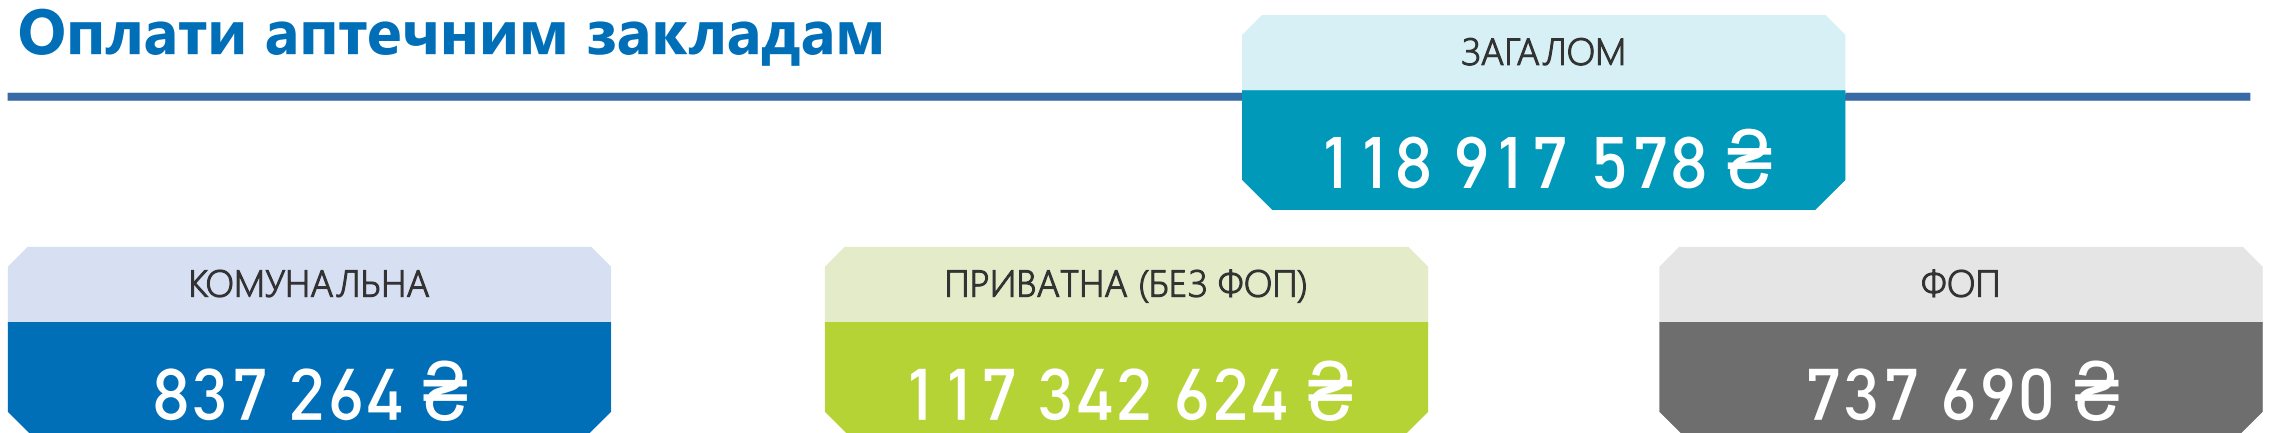 Оплати аптечним закладам
ЗАГАЛОМ
118 917 578 ₴
КОМУНАЛЬНА
837 264 ₴
ПРИВАТНА (БЕЗ ФОП)
117 342 624 ₴
ФОП
737 690 ₴